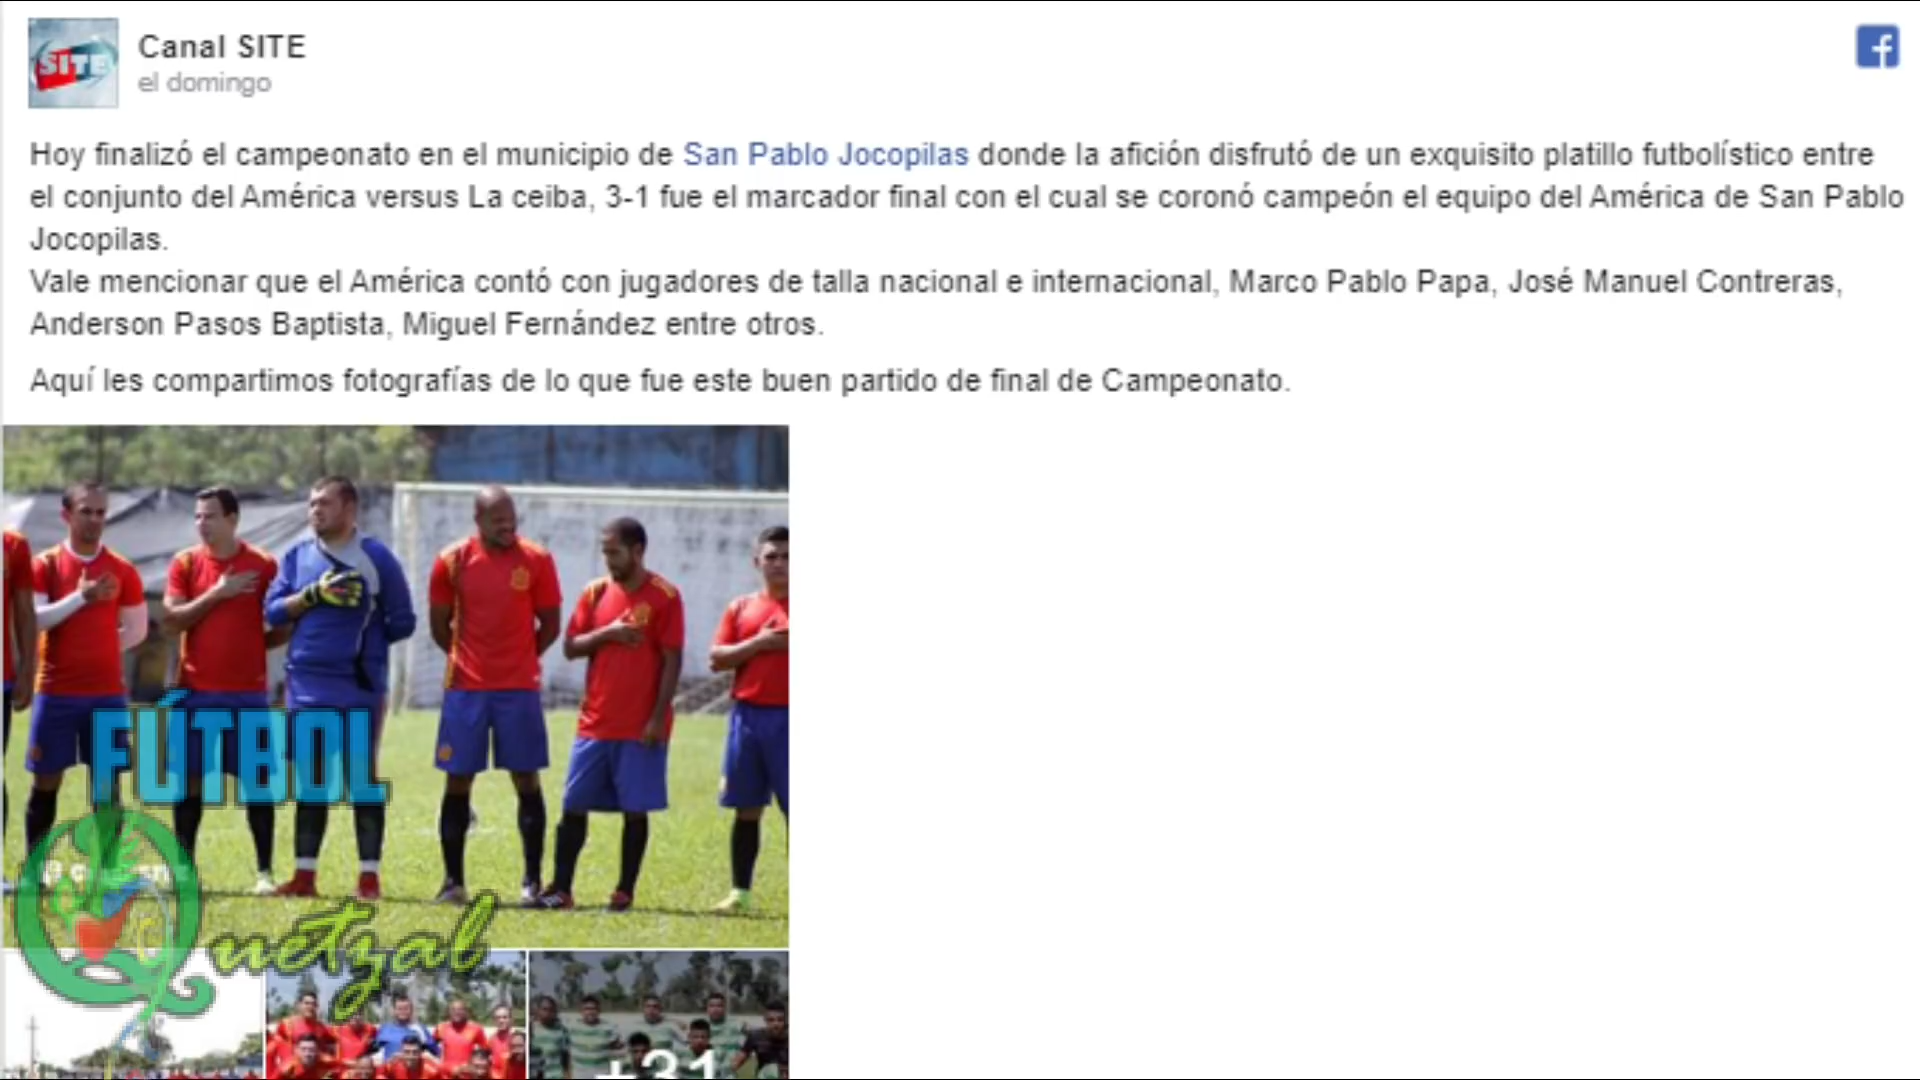 SITE
Canal SITE
el domingo
Hoy finalizó el campeonato en el municipio de San Pablo Jocopilas donde la afición disfrutó de un exquisito platillo futbolístico entre
el conjunto del América versus La ceiba, 3-1 fue el marcador final con el cual se coronó campeón el equipo del América de San Pablo
Jocopilas.
Vale mencionar que el América contó con jugadores de talla nacional e internacional, Marco Pablo Papa, José Manuel Contreras,
Anderson Pasos Baptista, Miguel Fernández entre otros.
Aquí les compartimos fotografías de lo que fue este buen partido de final de Campeonato.
FÚTBOL
Quetzal
+31